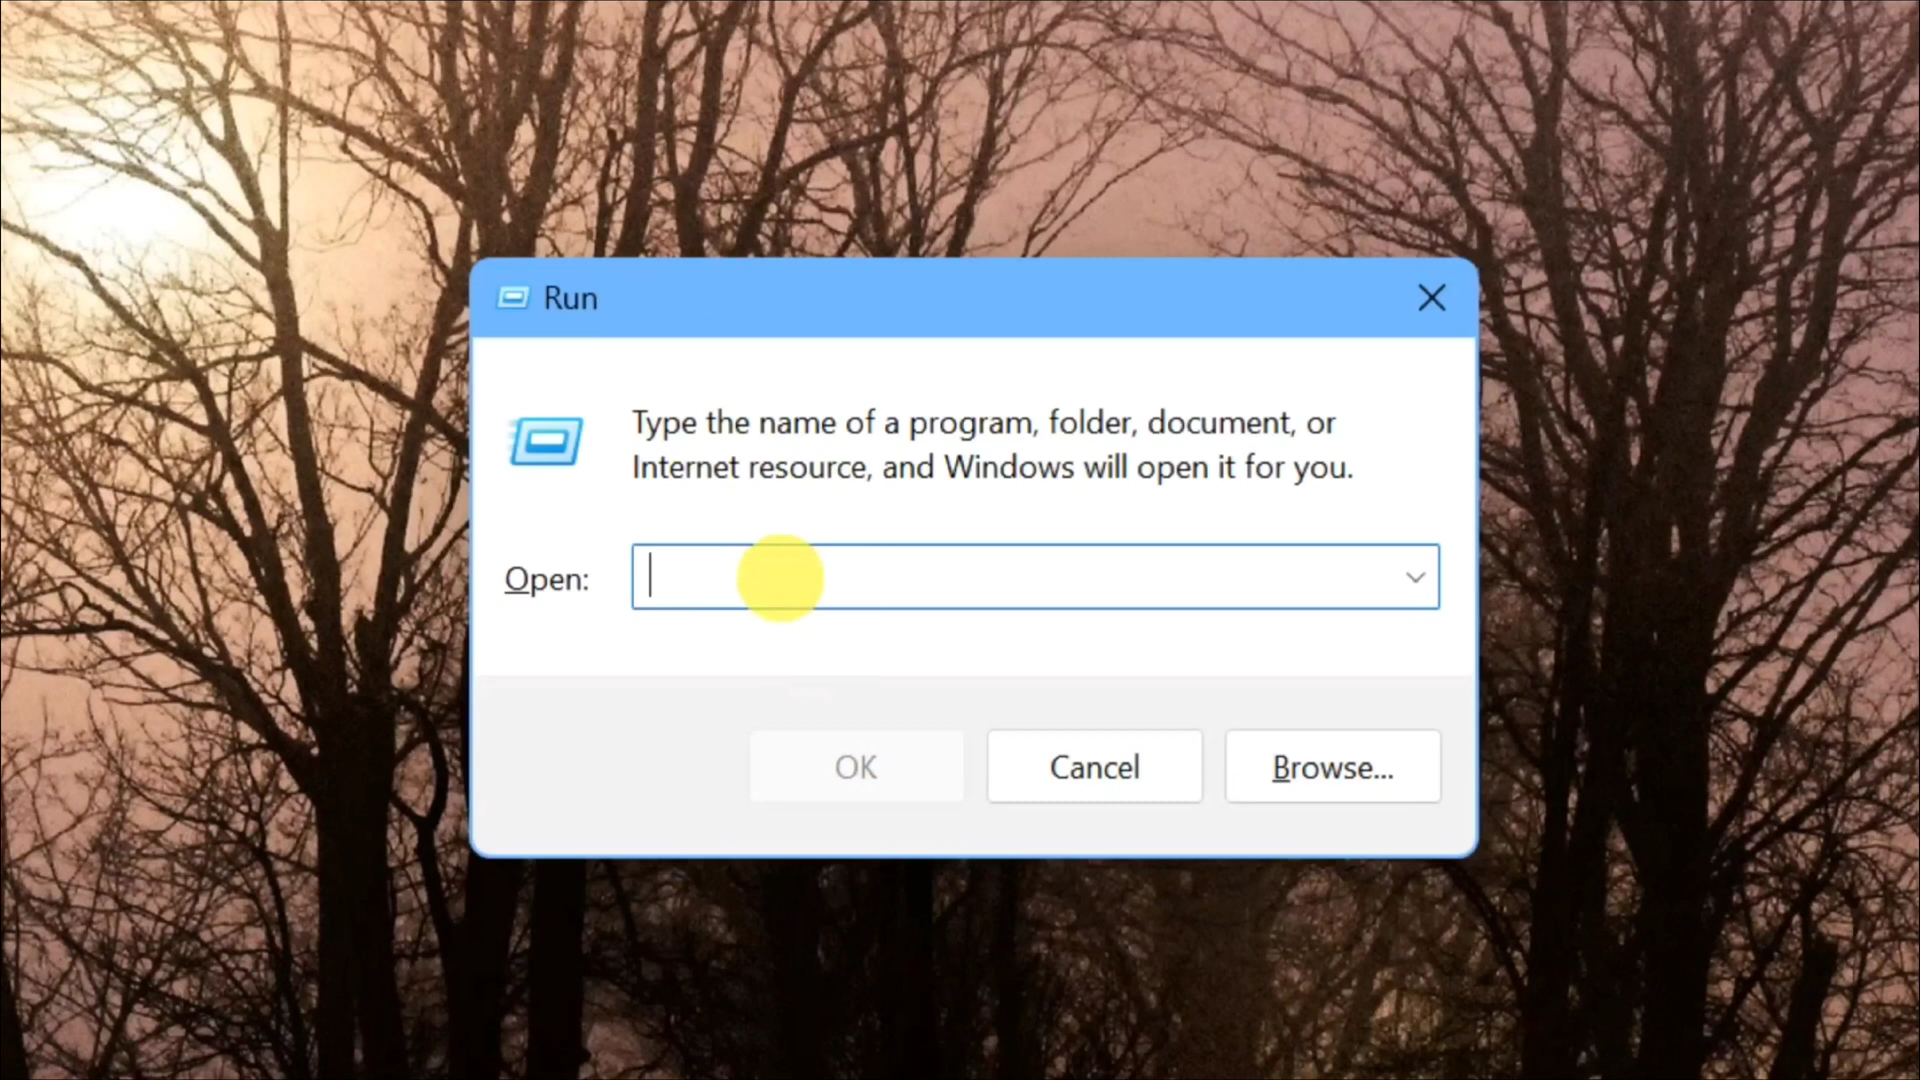 Run
Type the name of a program, folder, document, or
Internet resource, and Windows will open it for you.
Open:
OK
Cancel
Browse...